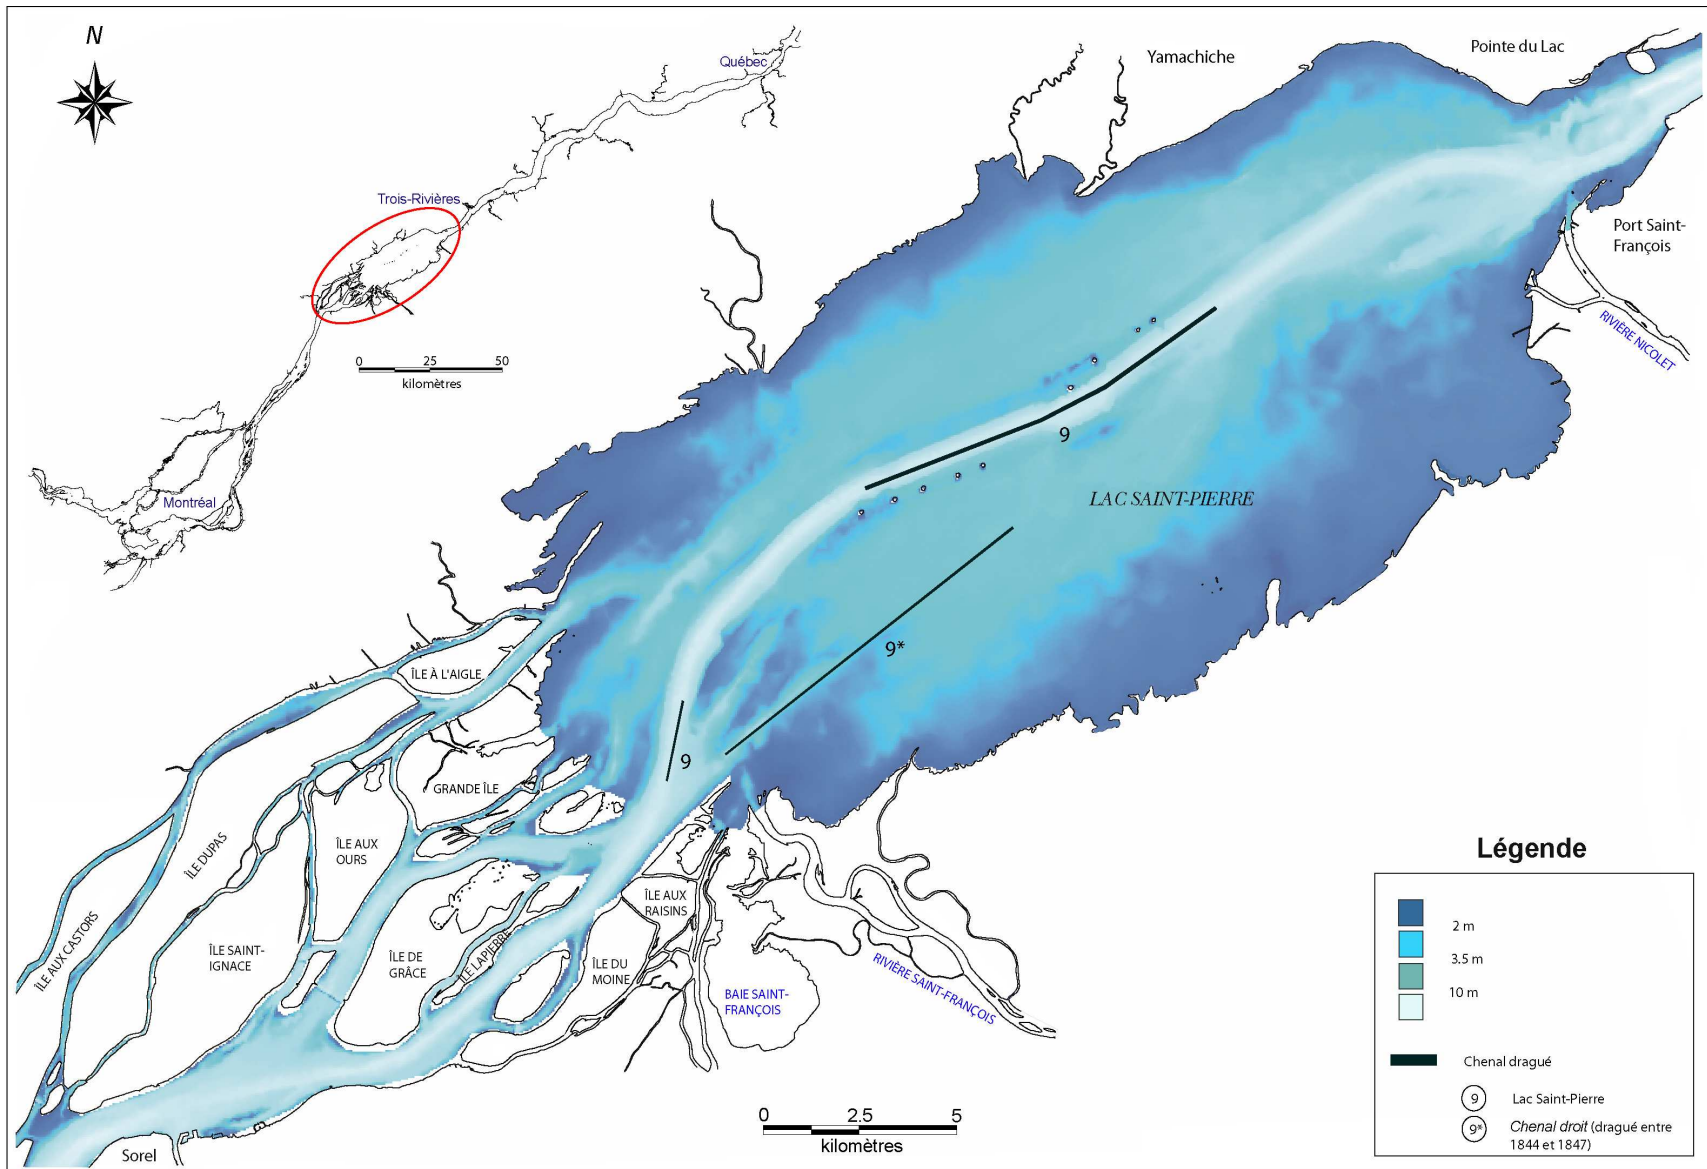 N
Québec
Trois-Rivières
Montréal
0 25 50
kilomètres
Yamachiche
Pointe du Lac
Port Saint-
François
RIVIÈRE NICOLET
9
LAC SAINT-PIERRE
9*
9
ÎLE À L'AIGLE
GRANDE ÎLE
ÎLE AUX
OURS
ÎLE DUPAS
ÎLE AUX CASTORS
ÎLE SAINT-
IGNACE
ÎLE DE
GRÂCE
ÎLE LAPIERRE
ÎLE AUX
RAISINS
ÎLE DU
MOINE
BAIE SAINT-
FRANÇOIS
RIVIÈRE SAINT-FRANÇOIS
Sorel
0 2.5 5
kilomètres
Légende
2 m
3.5 m
10 m
Chenal dragué
9 Lac Saint-Pierre
9* Chenal droit (dragué entre
1844 et 1847)